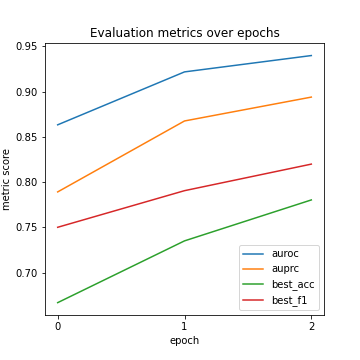 Evaluation metrics over epochs
0.95
0.90
0.85
0.80
0.75
0.70
metric score
auroc
auprc
best_acc
best_f1
0 1 2
epoch